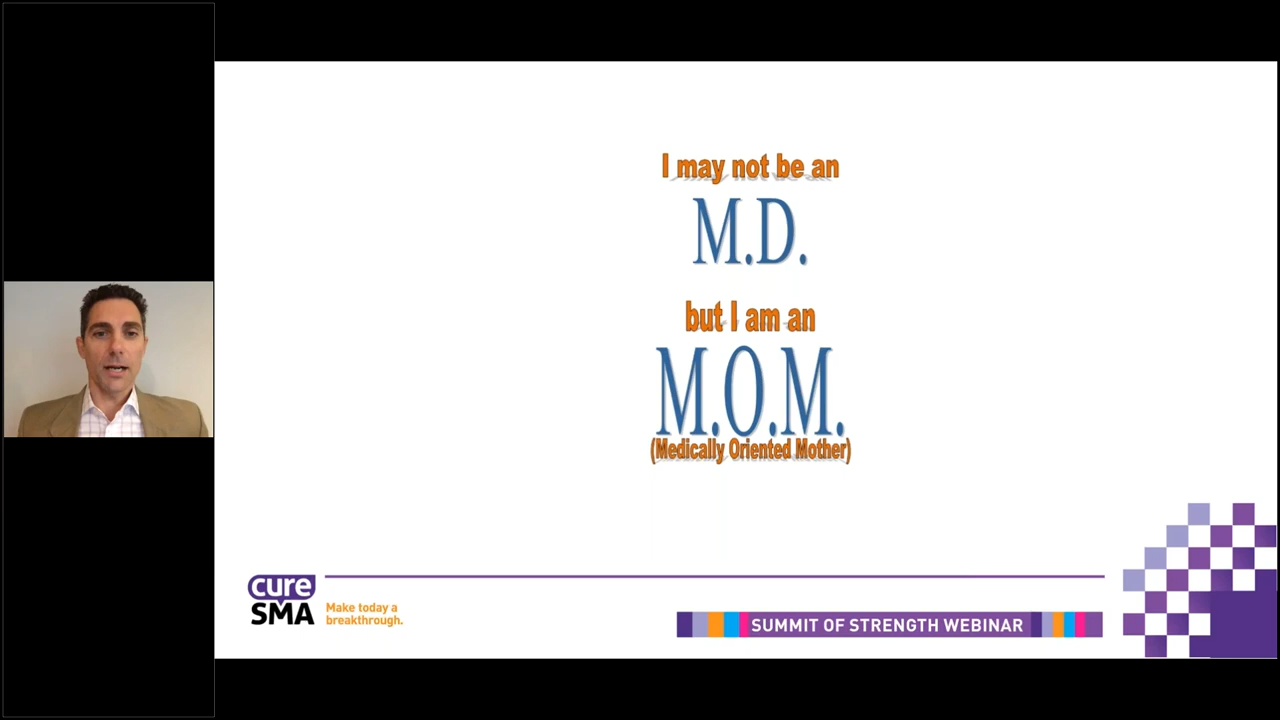 I may not be an
M.D.
but I am an
M.O.M.
(Medically Oriented Mother)
cure
SMA
Make today a
breakthrough.
SUMMIT OF STRENGTH WEBINAR